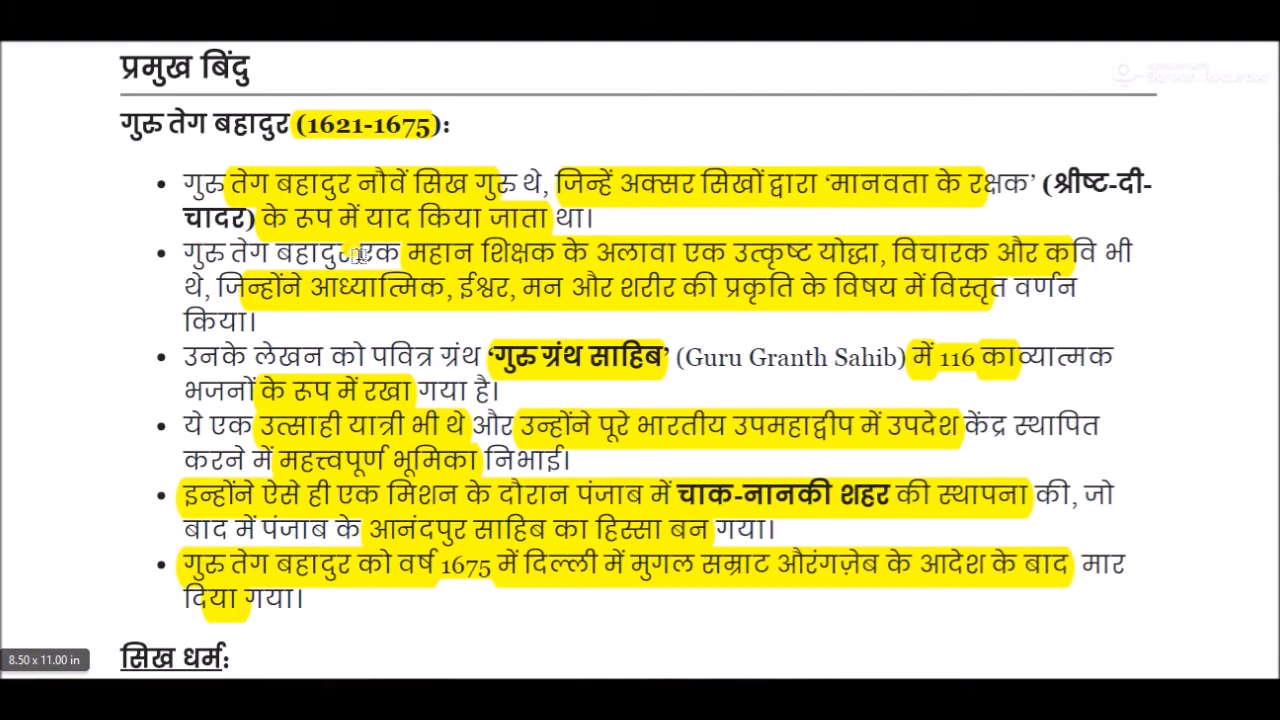 प्रमुख बिंदु
गुरु तेग बहादुर (1621-1675):
• गुरु तेग बहादुर नौवें सिख गुरु थे, जिन्हें अक्सर सिखों द्वारा ‘मानवता के रक्षक’ (श्रीष्ट-दी-
चादर) के रूप में याद किया जाता था।
• गुरु तेग बहादुर एक महान शिक्षक के अलावा एक उत्कृष्ट योद्धा, विचारक और कवि भी
थे, जिन्होंने आध्यात्मिक, ईश्वर, मन और शरीर की प्रकृति के विषय में विस्तृत वर्णन
किया।
• उनके लेखन को पवित्र ग्रंथ ‘गुरु ग्रंथ साहिब’ (Guru Granth Sahib) में 116 काव्यात्मक
भजनों के रूप में रखा गया है।
• ये एक उत्साही यात्री भी थे और उन्होंने पूरे भारतीय उपमहाद्वीप में उपदेश केंद्र स्थापित
करने में महत्त्वपूर्ण भूमिका निभाई।
• इन्होंने ऐसे ही एक मिशन के दौरान पंजाब में चाक-नानकी शहर की स्थापना की, जो
बाद में पंजाब के आनंदपुर साहिब का हिस्सा बन गया।
• गुरु तेग बहादुर को वर्ष 1675 में दिल्ली में मुगल सम्राट औरंगज़ेब के आदेश के बाद मार
दिया गया।
8.50 x 11.00 in
सिख धर्म: